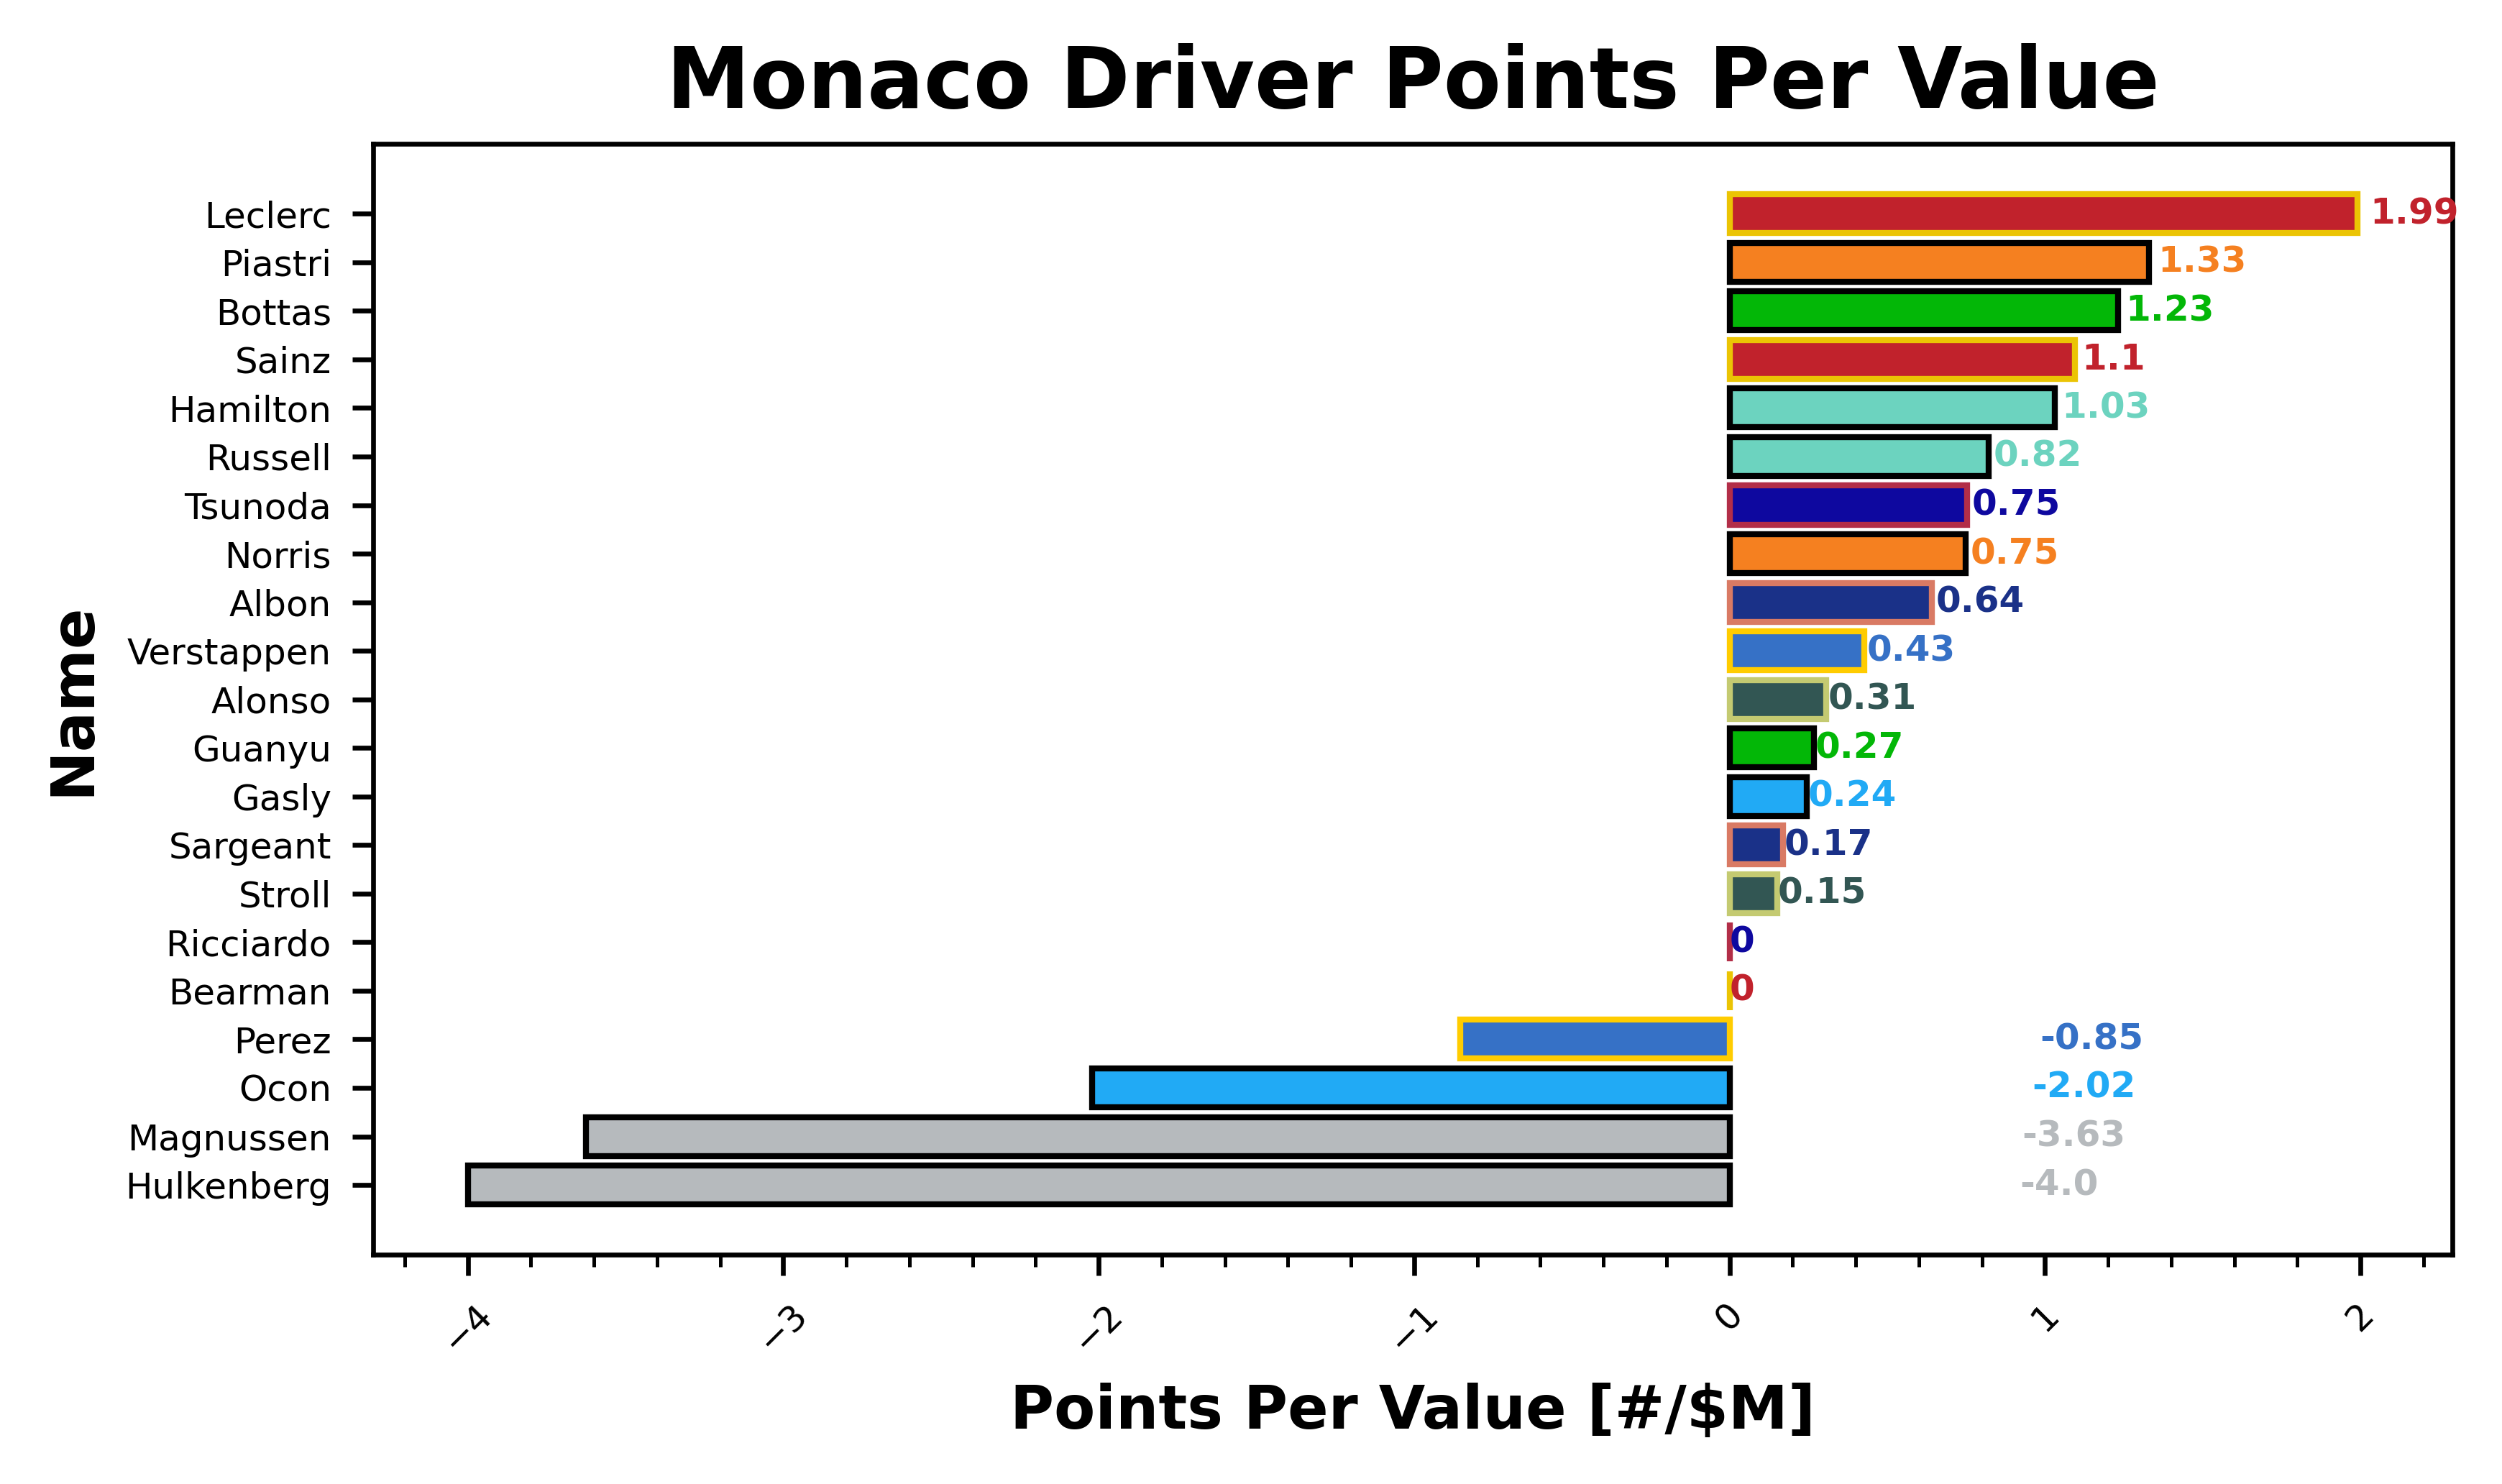 Monaco Driver Points Per Value
Name
Leclerc 1.99
Piastri 1.33
Bottas 1.23
Sainz 1.1
Hamilton 1.03
Russell 0.82
Tsunoda 0.75
Norris 0.75
Albon 0.64
Verstappen 0.43
Alonso 0.31
Guanyu 0.27
Gasly 0.24
Sargeant 0.17
Stroll 0.15
Ricciardo 0
Bearman 0
Perez -0.85
Ocon -2.02
Magnussen -3.63
Hulkenberg -4.0
−4 −3 −2 −1 0 1 2
Points Per Value [#/$M]